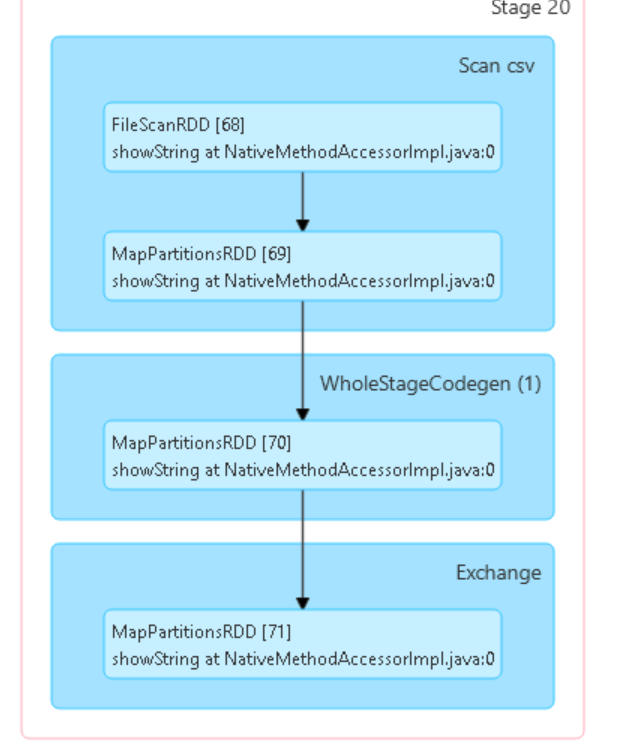 Stage 20
Scan csv
FileScanRDD [68]
showString at NativeMethodAccessorImpl.java:0
MapPartitionsRDD [69]
showString at NativeMethodAccessorImpl.java:0
WholeStageCodegen (1)
MapPartitionsRDD [70]
showString at NativeMethodAccessorImpl.java:0
Exchange
MapPartitionsRDD [71]
showString at NativeMethodAccessorImpl.java:0